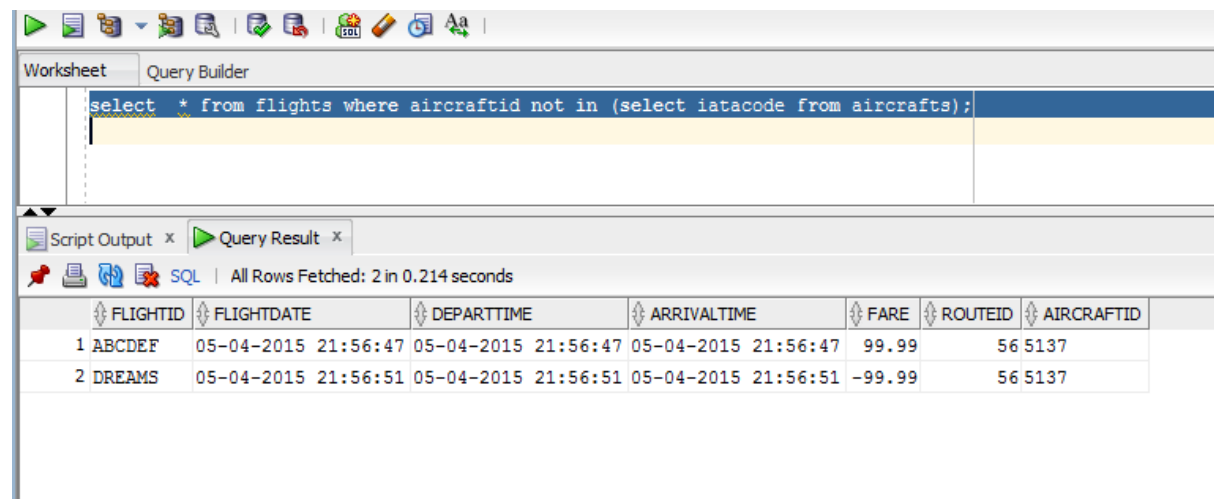 Worksheet Query Builder
select * from flights where aircraftid not in (select iatacode from aircrafts);
Script Output x Query Result x
SQL | All Rows Fetched: 2 in 0.214 seconds
FLIGHTID FLIGHTDATE DEPARTTIME ARRIVALTIME FARE ROUTEID AIRCRAFTID
1 ABCDEF 05-04-2015 21:56:47 05-04-2015 21:56:47 05-04-2015 21:56:47 99.99 56 5137
2 DREAMS 05-04-2015 21:56:51 05-04-2015 21:56:51 05-04-2015 21:56:51 -99.99 56 5137